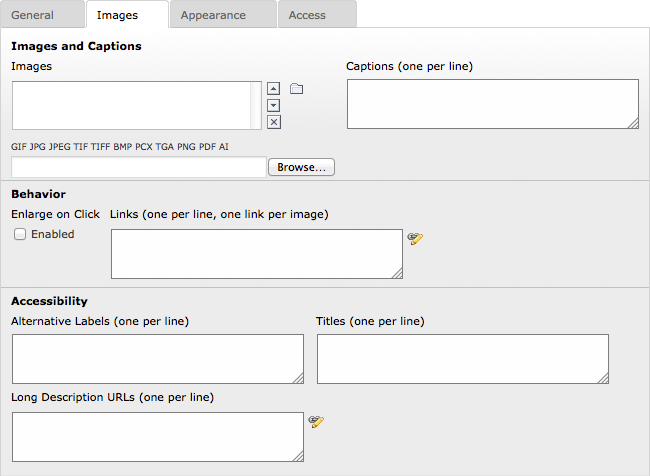 General Images Appearance Access
Images and Captions
Images Captions (one per line)
GIF JPG JPEG TIF TIFF BMP PCX TGA PNG PDF AI
Browse...
Behavior
Enlarge on Click Links (one per line, one link per image)
Enabled
Accessibility
Alternative Labels (one per line) Titles (one per line)
Long Description URLs (one per line)